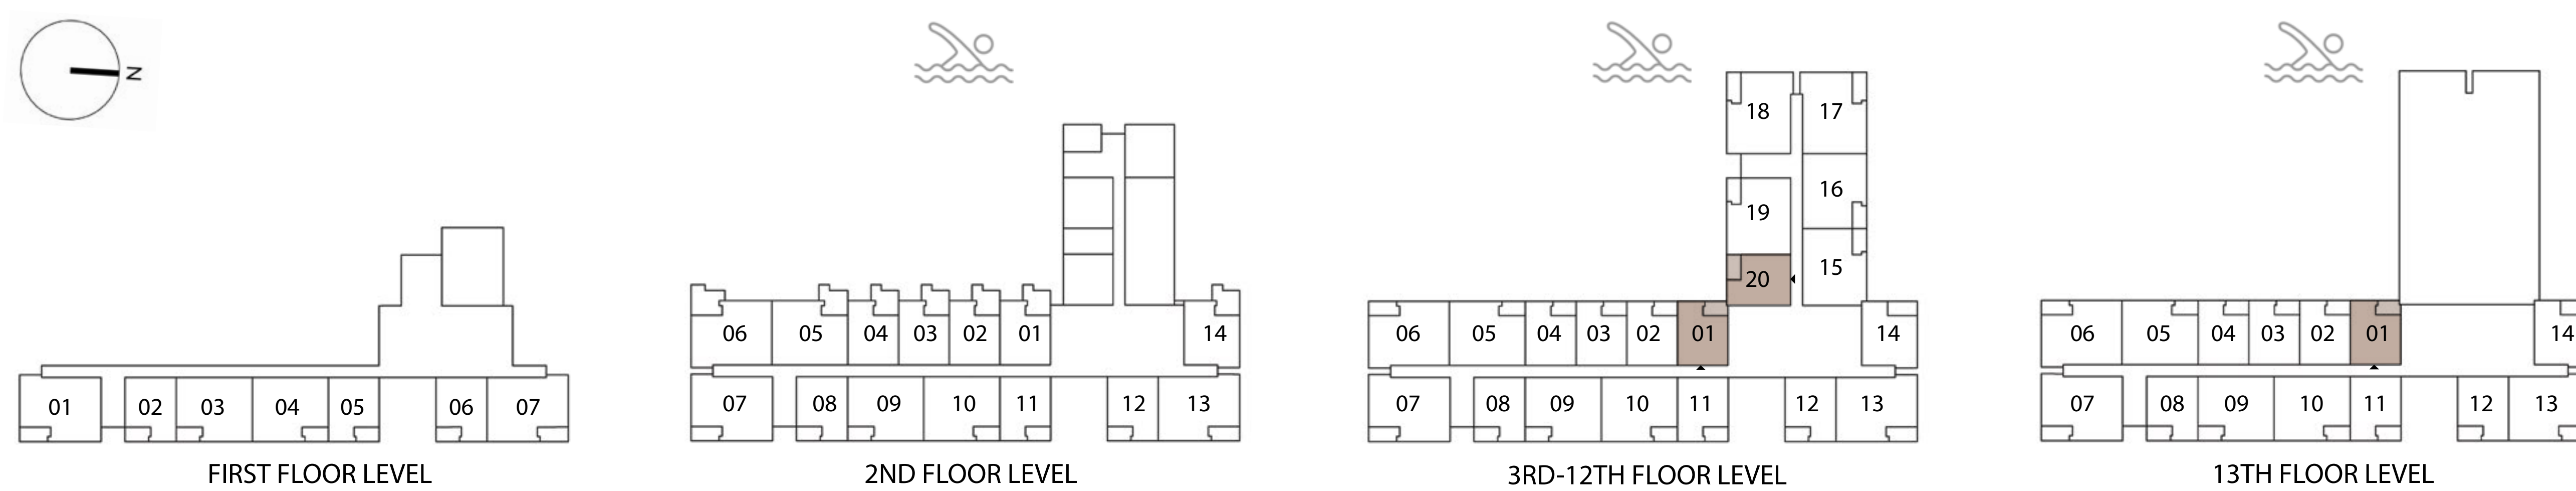 N
01 02 03 04 05 06 07
FIRST FLOOR LEVEL
06 05 04 03 02 01 14
07 08 09 10 11 12 13
2ND FLOOR LEVEL
18 17
16
19
20 15
06 05 04 03 02 01 14
07 08 09 10 11 12 13
3RD-12TH FLOOR LEVEL
06 05 04 03 02 01 14
07 08 09 10 11 12 13
13TH FLOOR LEVEL